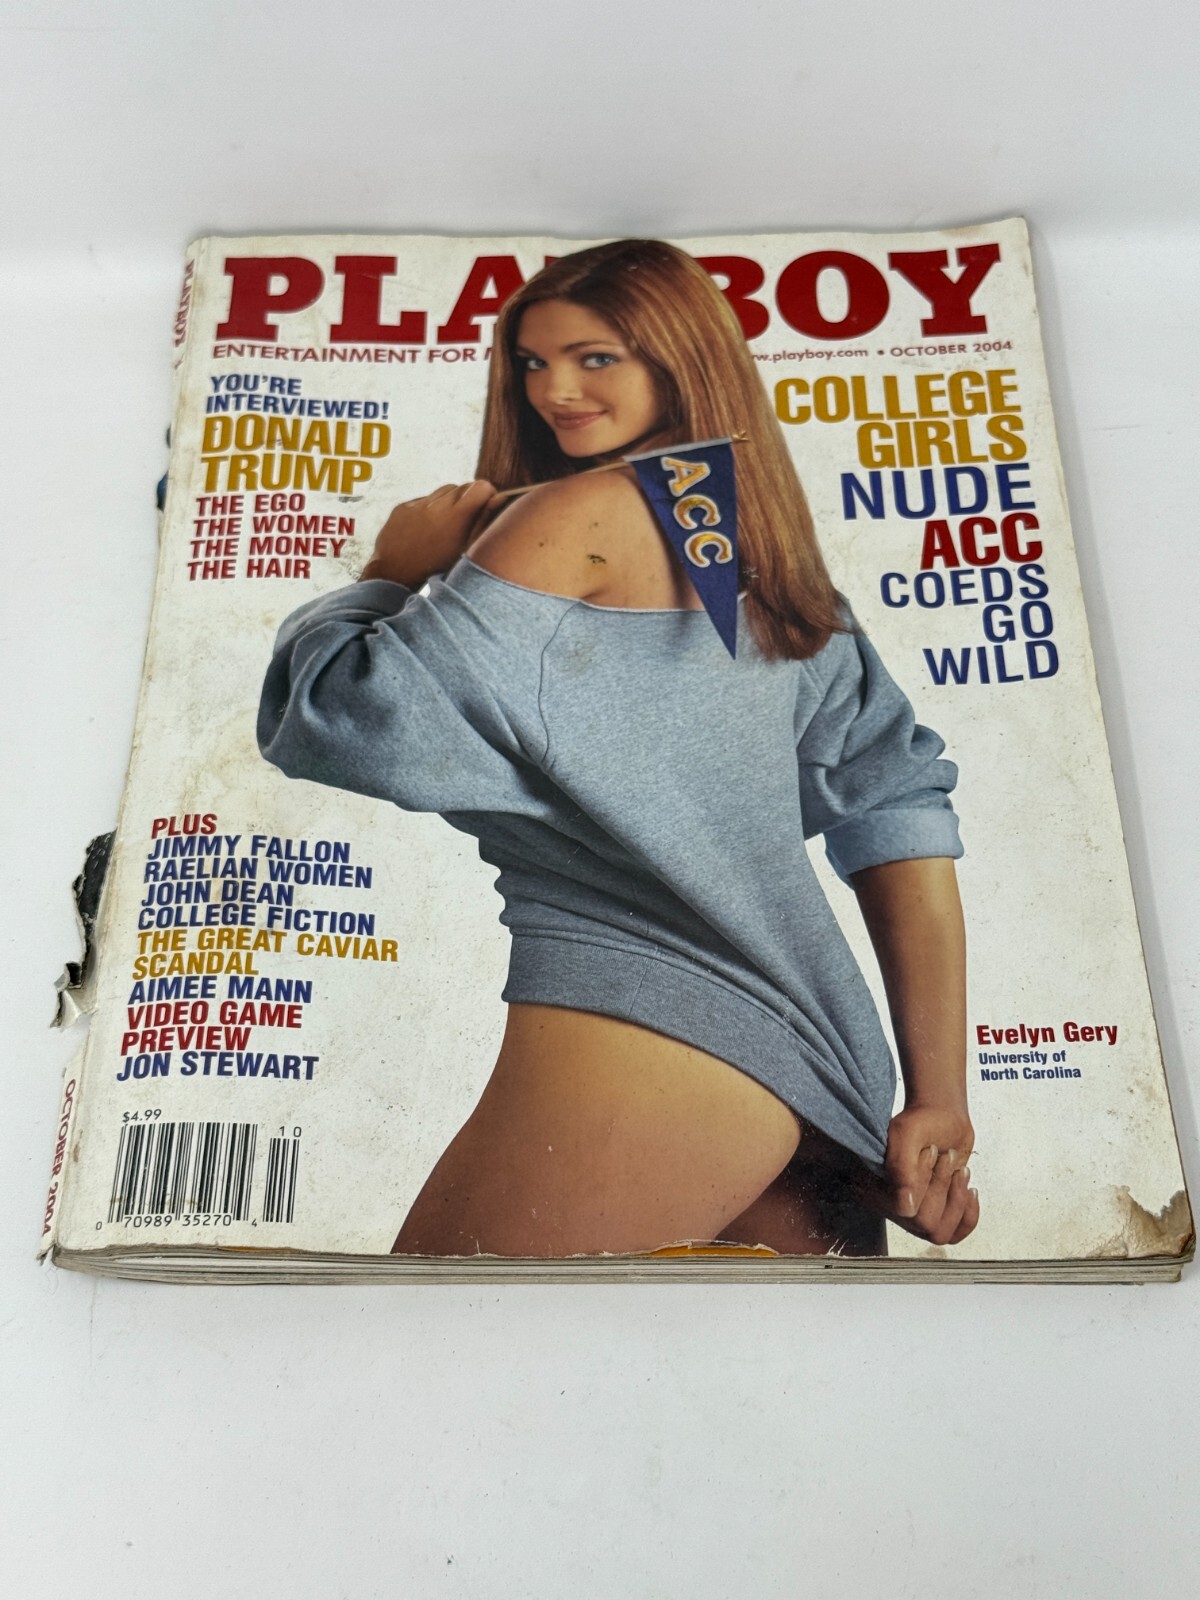 PLAYBOY
ENTERTAINMENT FOR
www.playboy.com • OCTOBER 2004
YOU'RE
INTERVIEWED!
DONALD
TRUMP
THE EGO
THE WOMEN
THE MONEY
THE HAIR
COLLEGE
GIRLS
NUDE
ACC
COEDS
GO
WILD
ACC
PLUS
JIMMY FALLON
RAELIAN WOMEN
JOHN DEAN
COLLEGE FICTION
THE GREAT CAVIAR
SCANDAL
AIMEE MANN
VIDEO GAME
PREVIEW
JON STEWART
Evelyn Gery
University of
North Carolina
$4.99
10
0 70989 35270 4
PLAYBOY
OCTOBER 2004